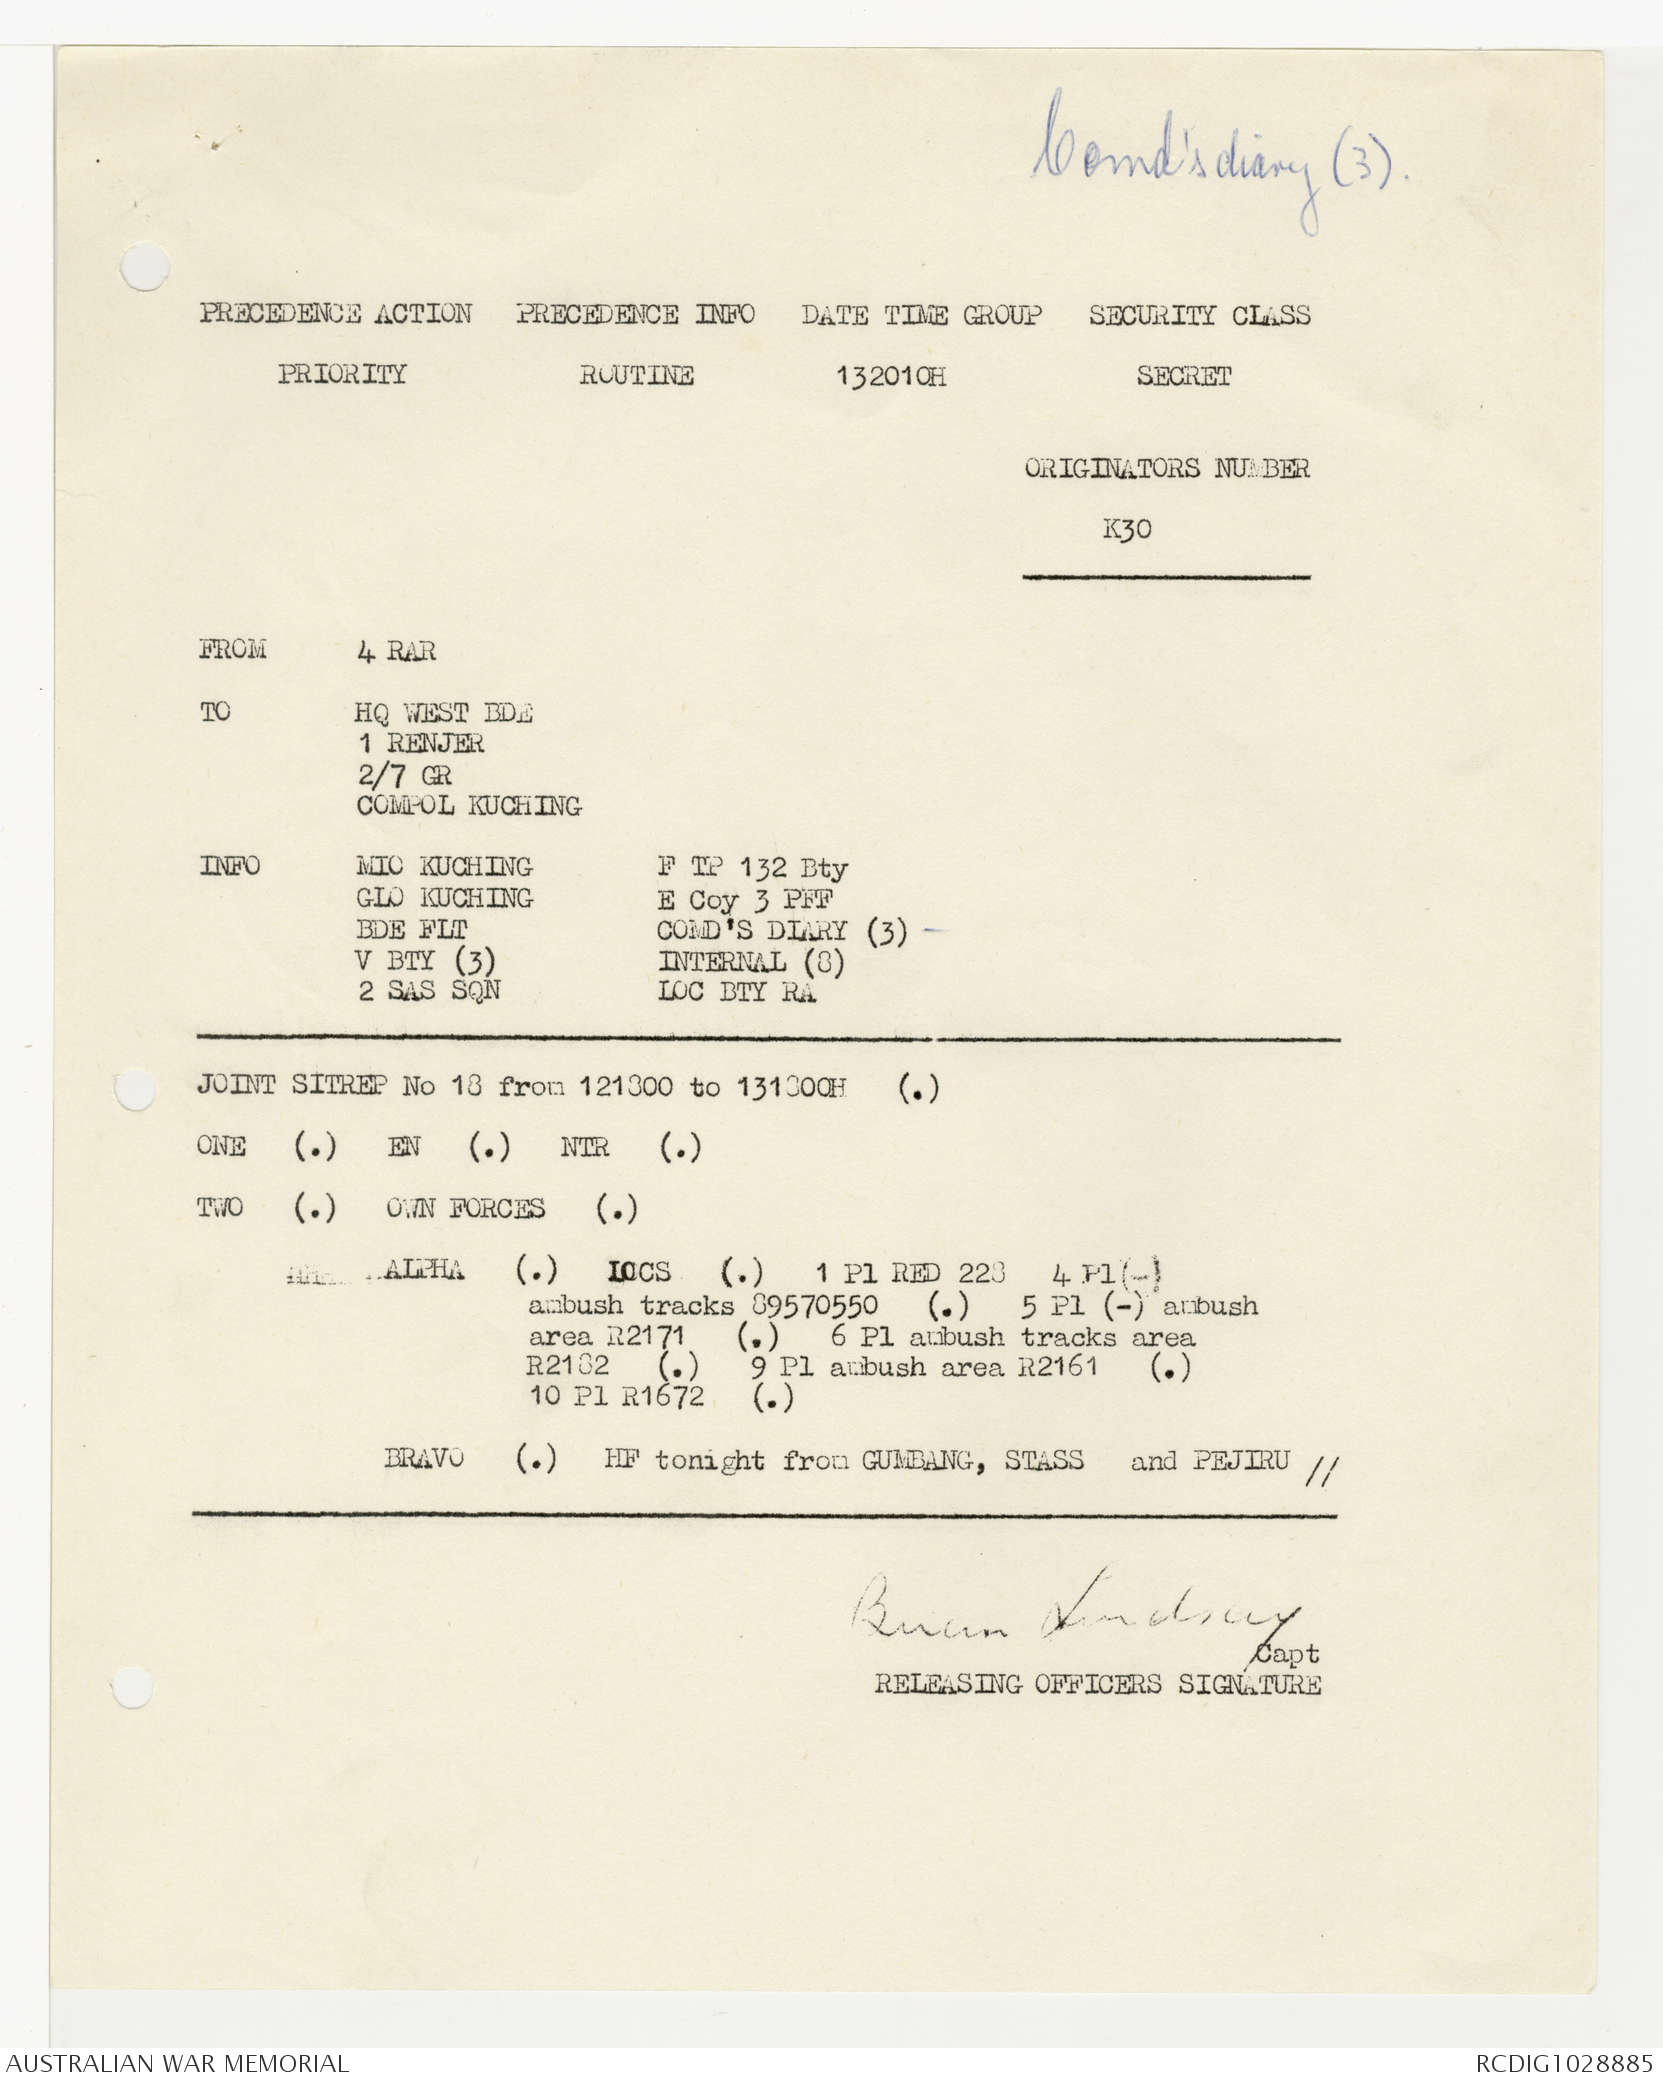 Comd's diary (3).
PRECEDENCE ACTION PRECEDENCE INFO DATE TIME GROUP SECURITY CLASS
PRIORITY ROUTINE 132010H SECRET
ORIGINATORS NUMBER
K30
FROM 4 RAR
TO HQ WEST BDE
1 RENJER
2/7 GR
COMPOL KUCHING
INFO MIO KUCHING F TP 132 Bty
GLO KUCHING E Coy 3 PFF
BDE FLT COMD'S DIARY (3) -
V BTY (3) INTERNAL (8)
2 SAS SQN LOC BTY RA
JOINT SITREP No 18 from 121800 to 131800H (.)
ONE (.) EN (.) NTR (.)
TWO (.) OWN FORCES (.)
ALPHA (.) LOCS (.) 1 Pl RED 228 4 Pl(-)
ambush tracks 89570550 (.) 5 Pl (-) ambush
area R2171 (.) 6 Pl ambush tracks area
R2182 (.) 9 Pl ambush area R2161 (.)
10 Pl R1672 (.)
BRAVO (.) HF tonight from GUMBANG, STASS and PEJIRU //
Brian Lindsay
Capt
RELEASING OFFICERS SIGNATURE
AUSTRALIAN WAR MEMORIAL RCDIG1028885